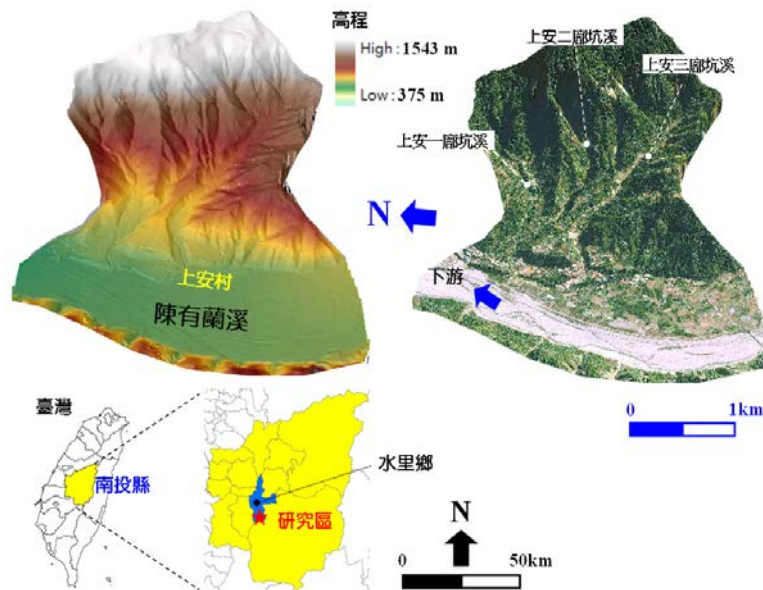 高程
High : 1543 m
Low : 375 m
上安村
陳有蘭溪
上安二廍坑溪
上安三廍坑溪
上安一廍坑溪
N
下游
0 1km
臺灣
南投縣
水里鄉
研究區
N
0 50km